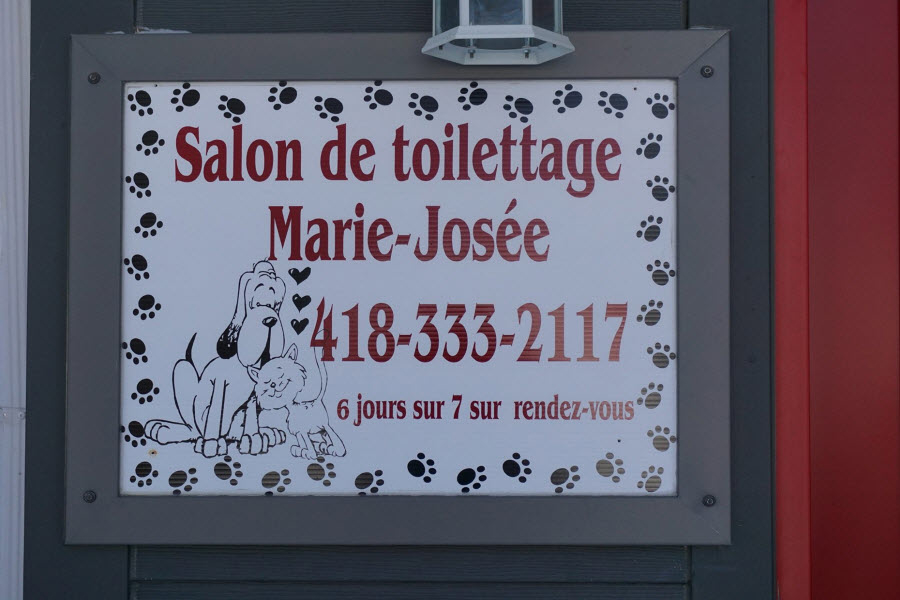 Salon de toilettage
Marie-Josée
418-333-2117
6 jours sur 7 sur rendez-vous